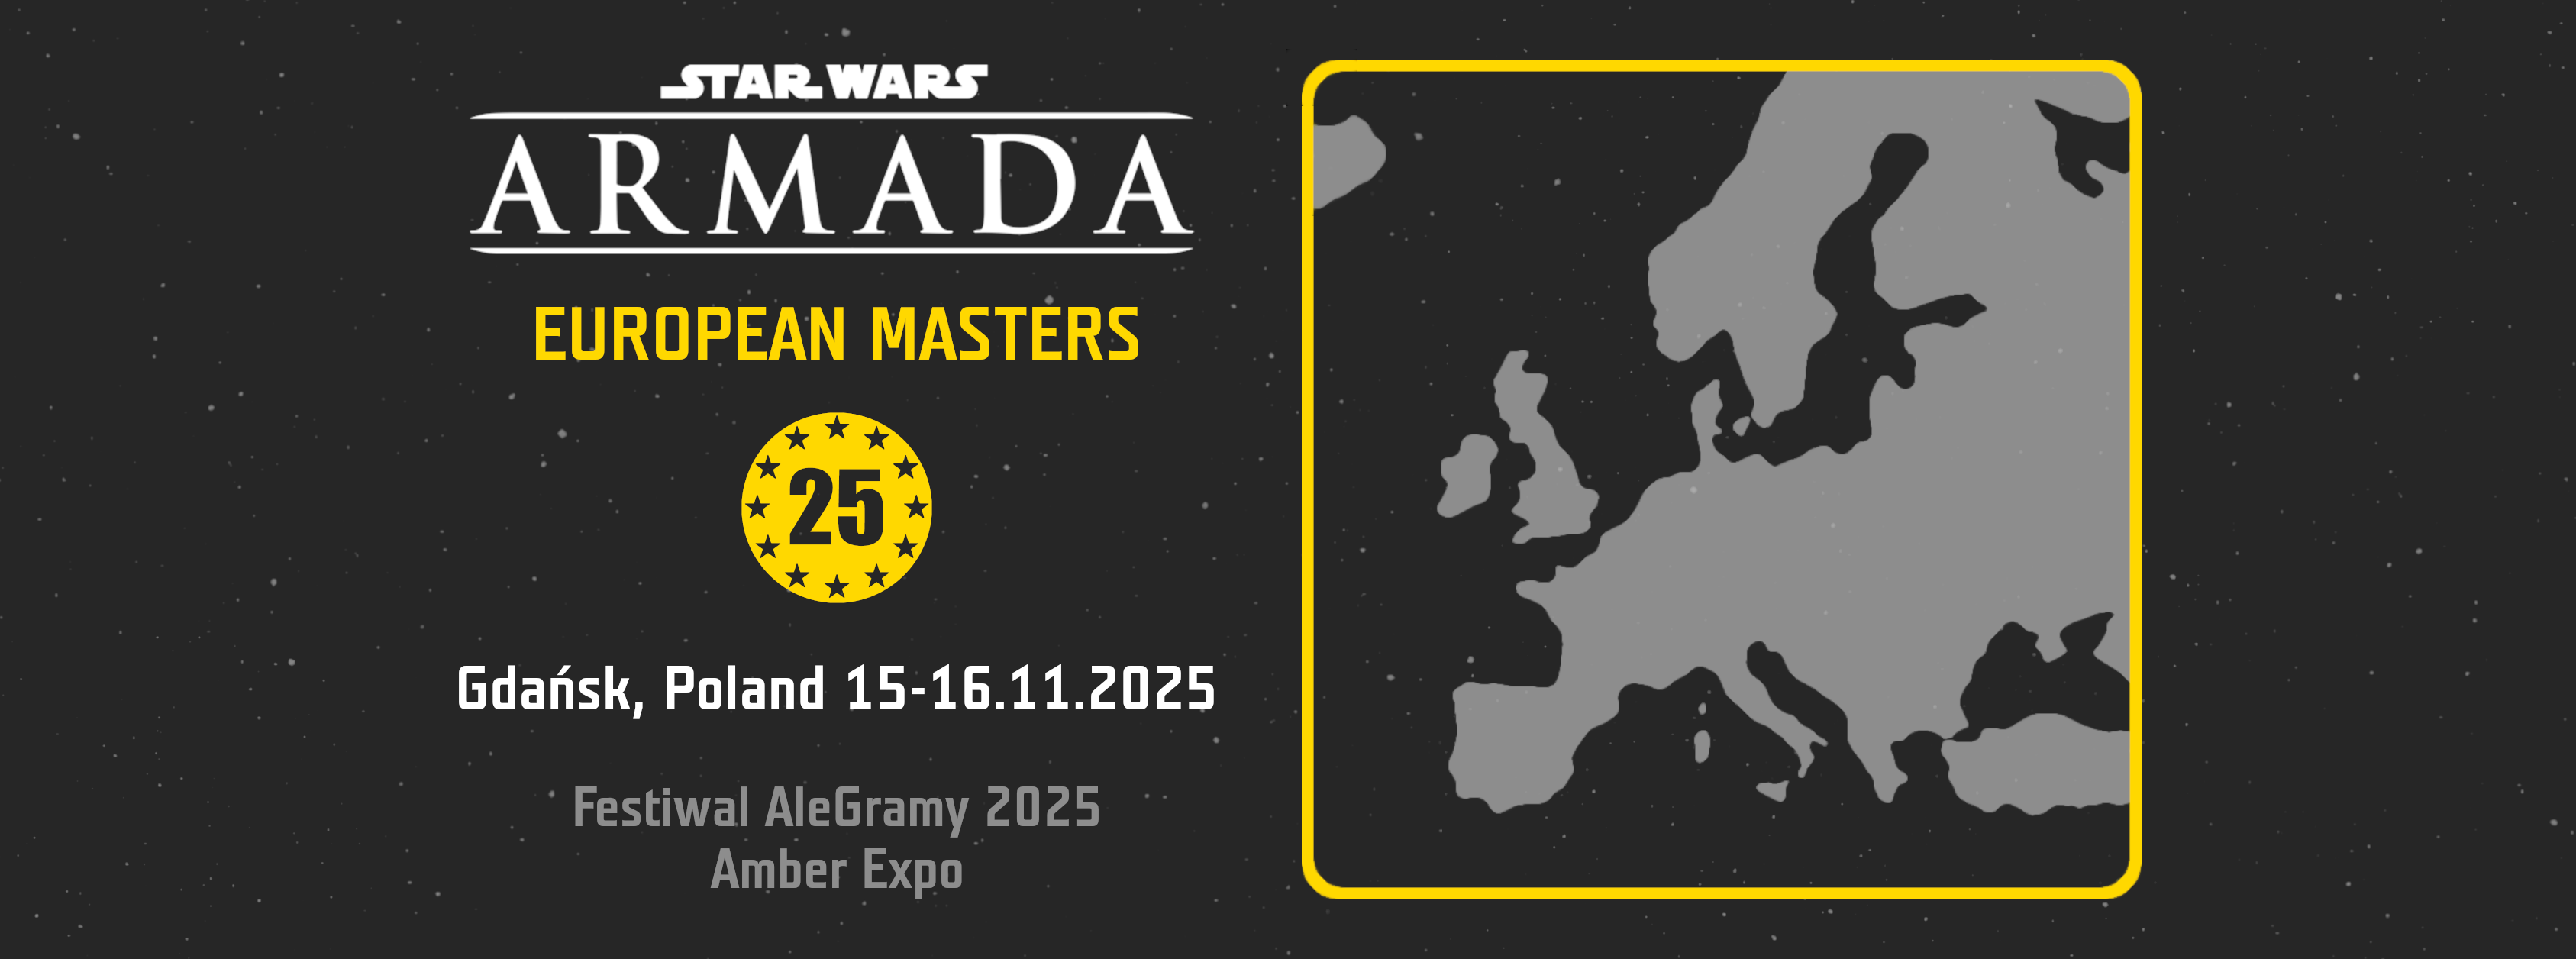 STAR WARS
ARMADA
EUROPEAN MASTERS
25
Gdańsk, Poland 15-16.11.2025
Festiwal AleGramy 2025
Amber Expo